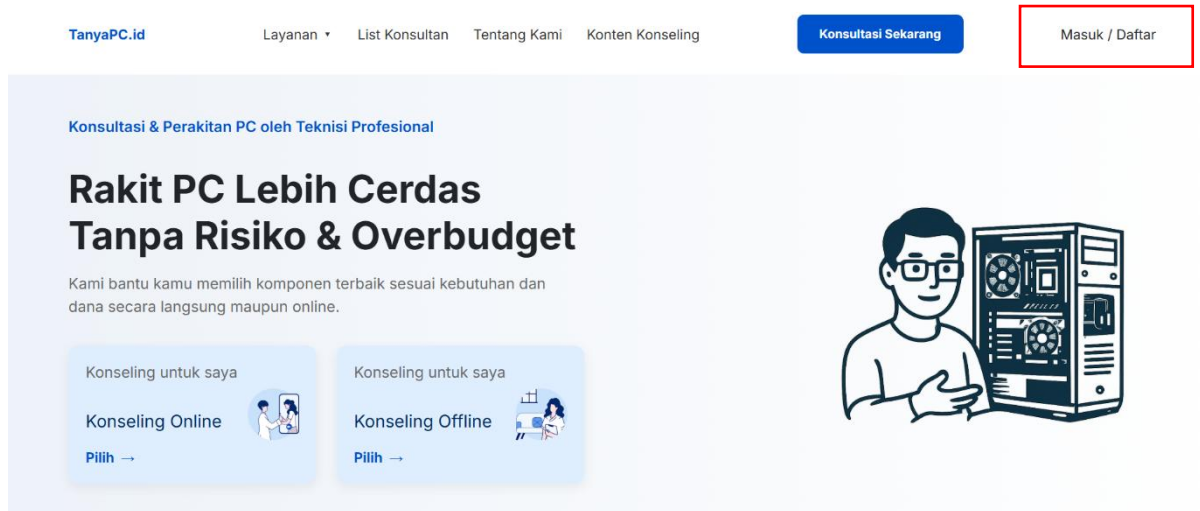 TanyaPC.id Layanan ▾ List Konsultan Tentang Kami Konten Konseling Konsultasi Sekarang Masuk / Daftar
Konsultasi & Perakitan PC oleh Teknisi Profesional
Rakit PC Lebih Cerdas
Tanpa Risiko & Overbudget
Kami bantu kamu memilih komponen terbaik sesuai kebutuhan dan
dana secara langsung maupun online.
Konseling untuk saya
Konseling Online
Pilih →
Konseling untuk saya
Konseling Offline
Pilih →